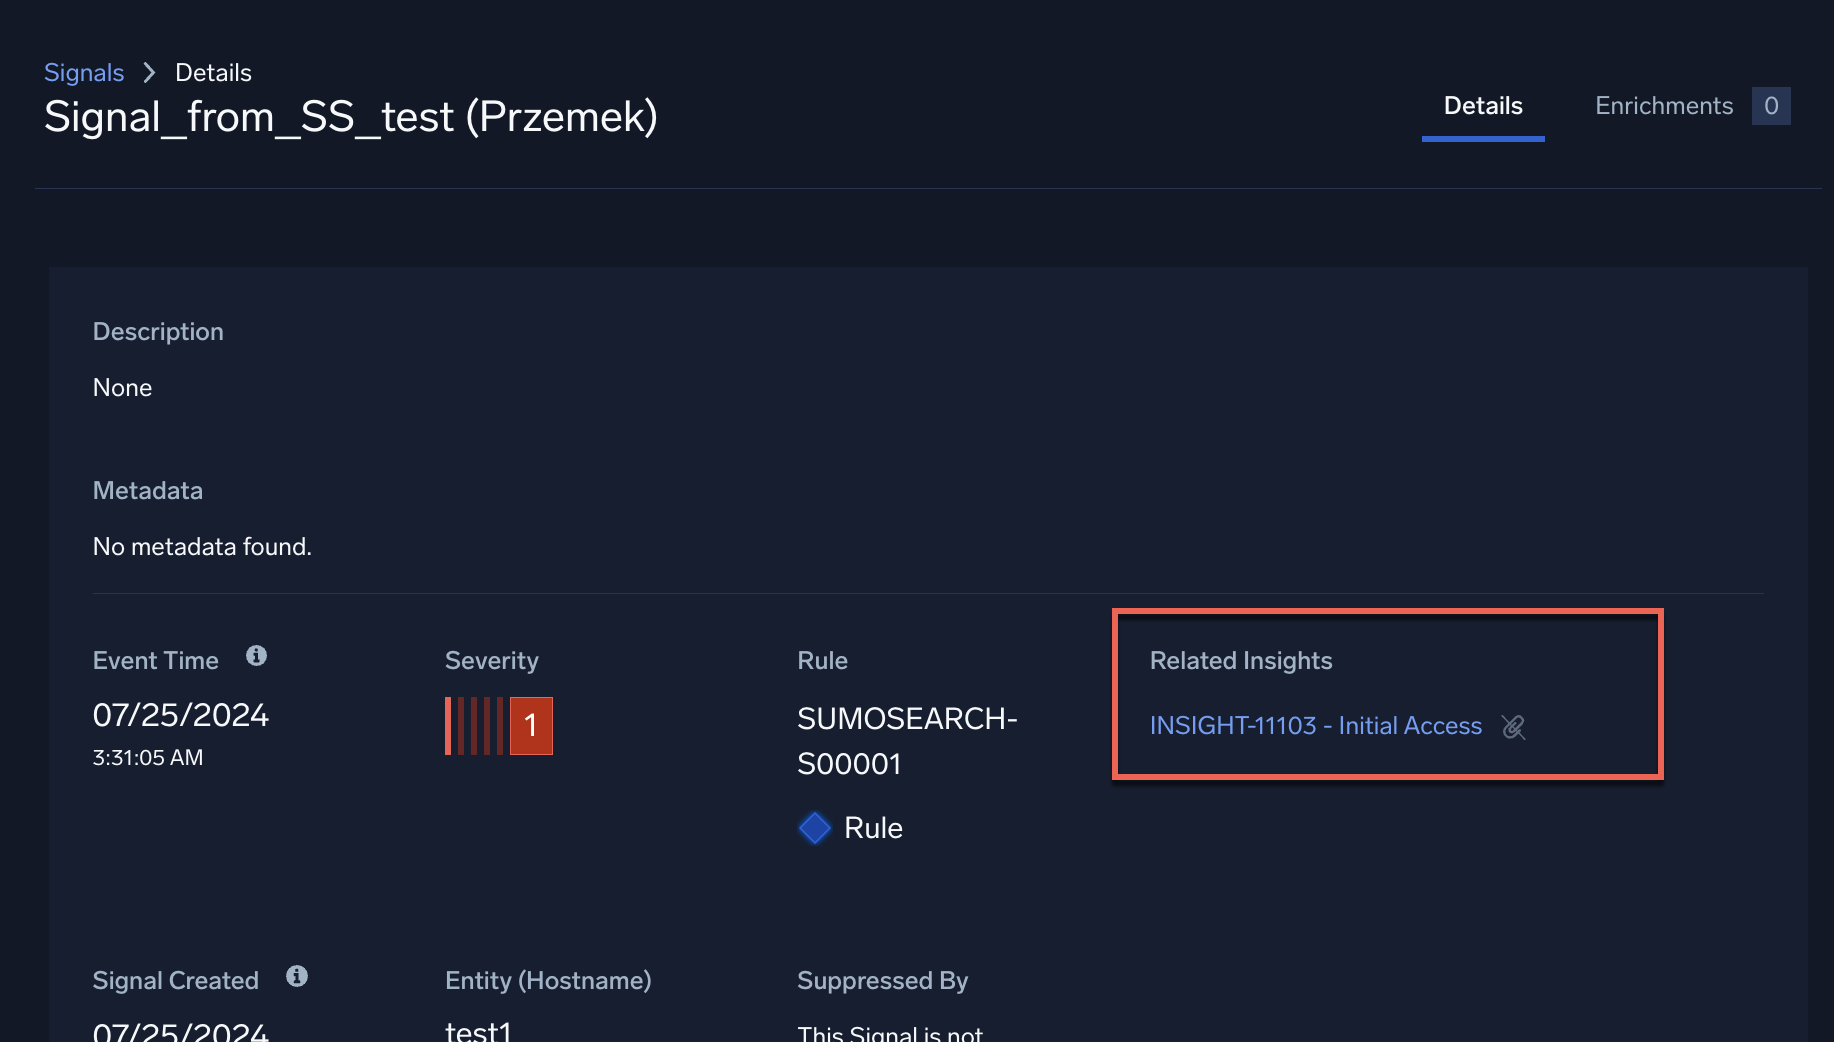 Signals > Details
Signal_from_SS_test (Przemek)
Details
Enrichments 0
Description
None
Metadata
No metadata found.
Event Time
07/25/2024
3:31:05 AM
Severity
1
Rule
SUMOSEARCH-
S00001
Rule
Related Insights
INSIGHT-11103 - Initial Access
Signal Created
07/25/2024
Entity (Hostname)
test1
Suppressed By
This Signal is not